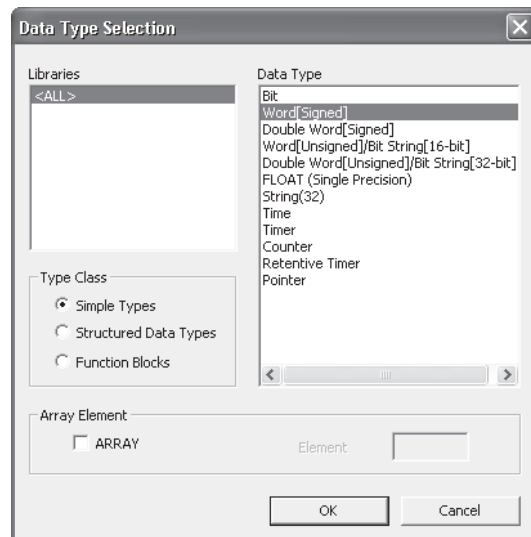 Data Type Selection
Libraries
<ALL>
Data Type
Bit
Word[Signed]
Double Word[Signed]
Word[Unsigned]/Bit String[16-bit]
Double Word[Unsigned]/Bit String[32-bit]
FLOAT (Single Precision)
String(32)
Time
Timer
Counter
Retentive Timer
Pointer
Type Class
Simple Types
Structured Data Types
Function Blocks
Array Element
ARRAY
Element
OK
Cancel